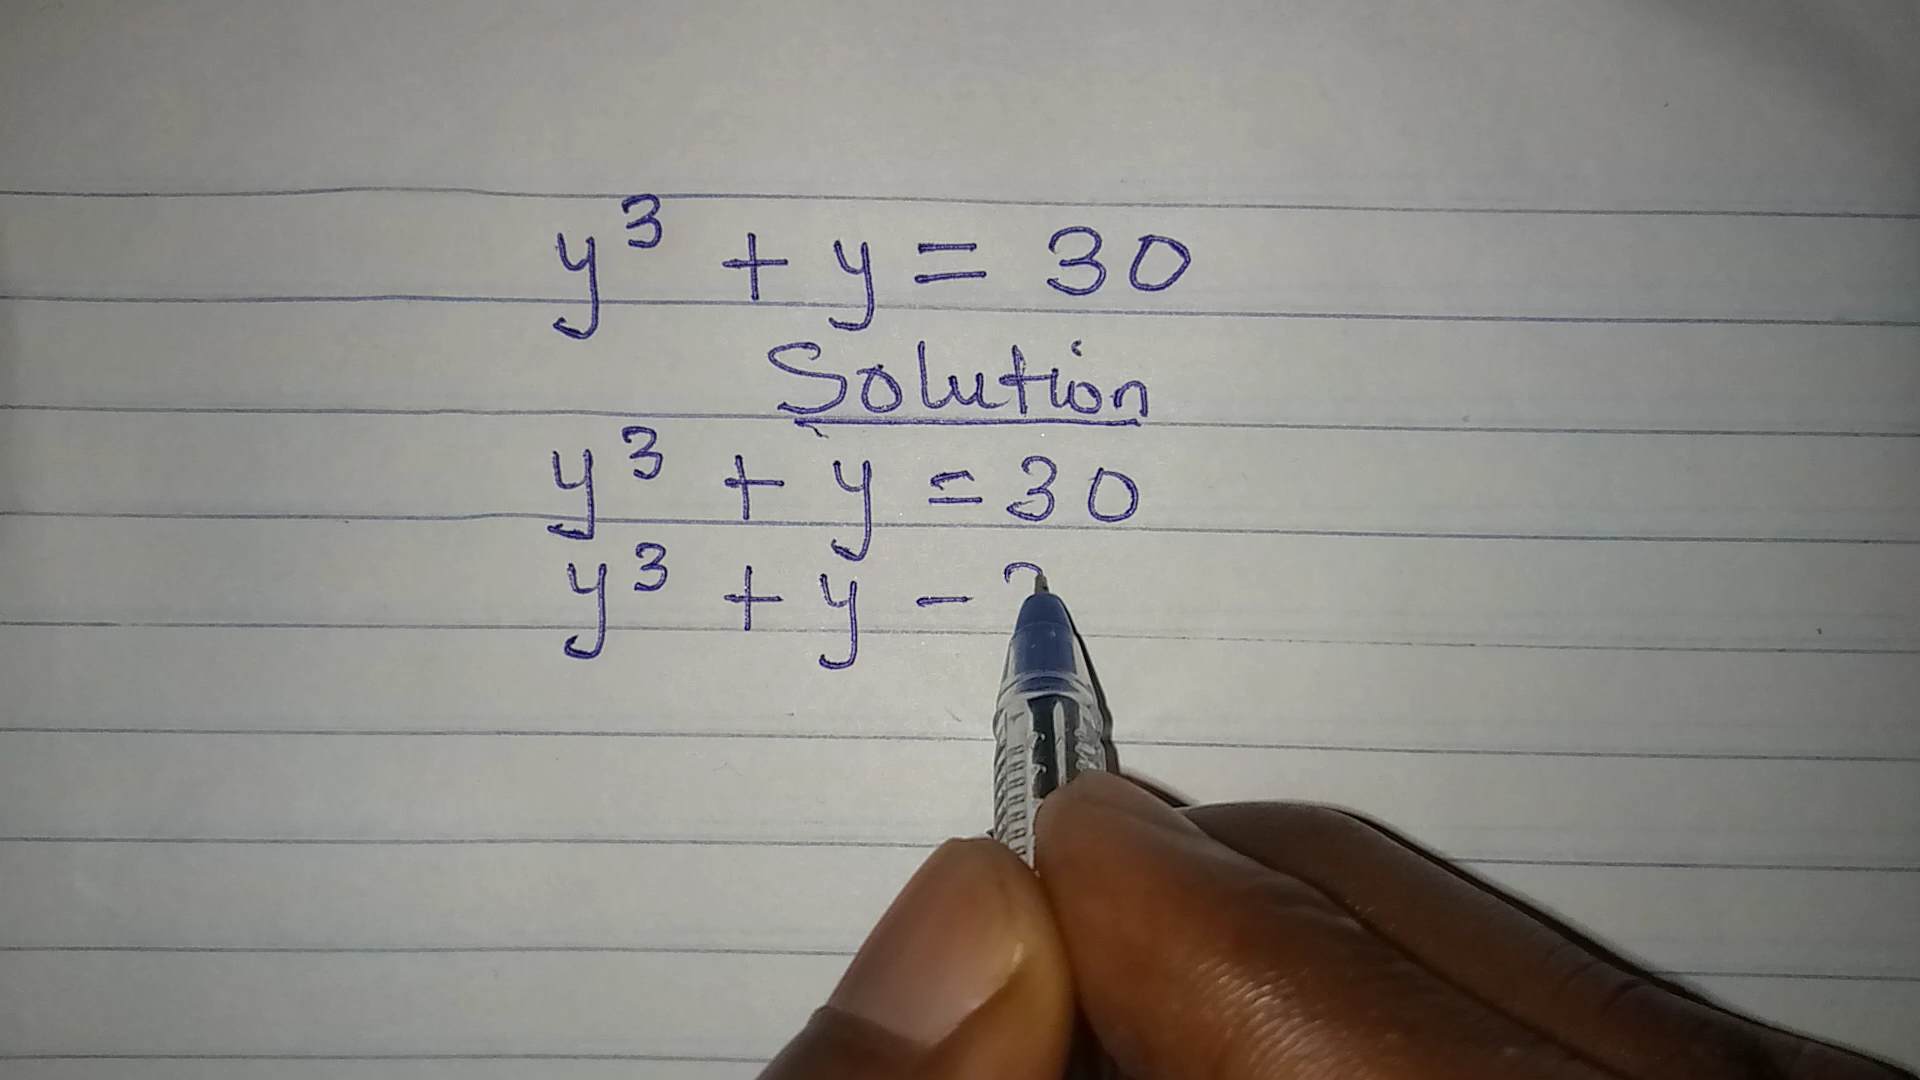 y³ + y = 30
Solution
y³ + y = 30
y³ + y -